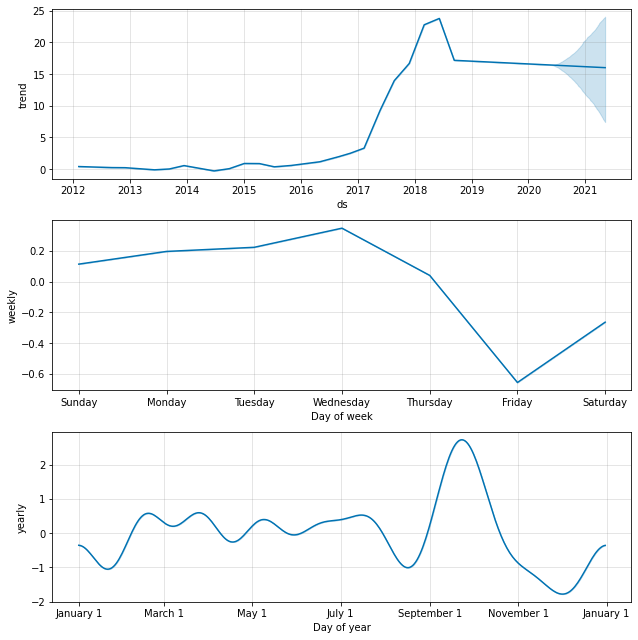 25
20
15
10
5
0
trend
2012 2013 2014 2015 2016 2017 2018 2019 2020 2021
ds
0.2
0.0
−0.2
−0.4
−0.6
weekly
Sunday Monday Tuesday Wednesday Thursday Friday Saturday
Day of week
2
1
0
−1
−2
yearly
January 1 March 1 May 1 July 1 September 1 November 1 January 1
Day of year